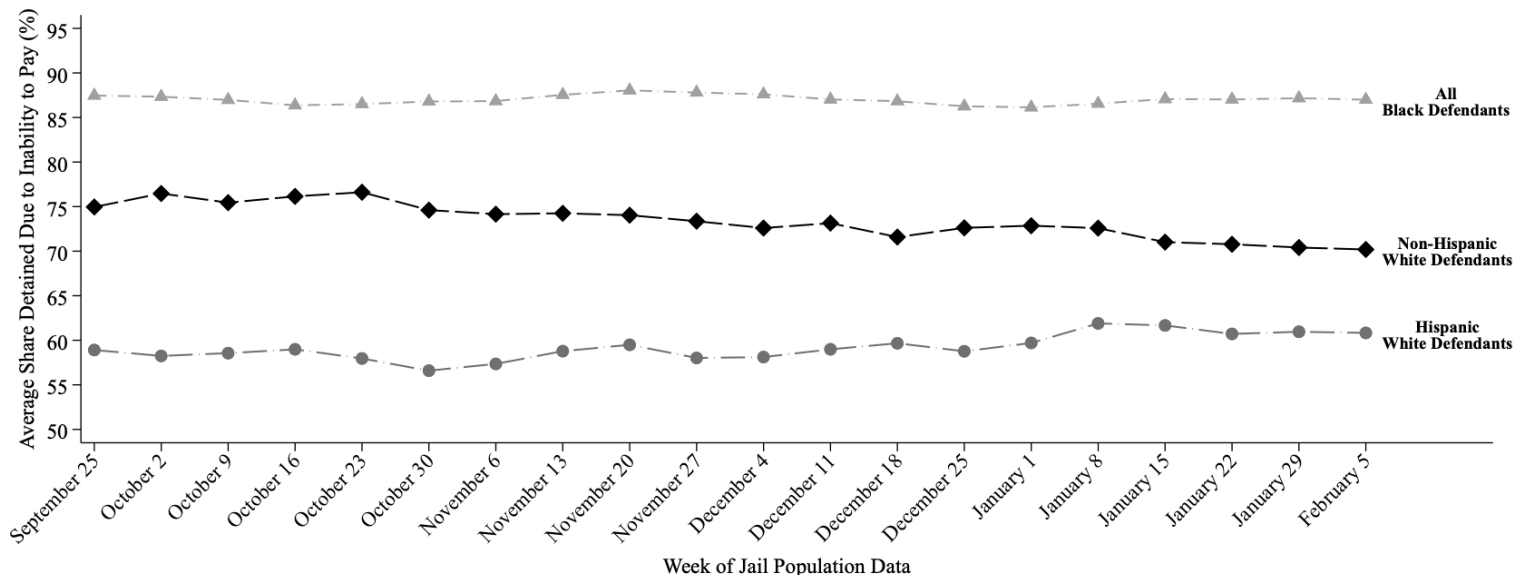 Average Share Detained Due to Inability to Pay (%)
95
90
85
80
75
70
65
60
55
50
All
Black Defendants
Non-Hispanic
White Defendants
Hispanic
White Defendants
September 25
October 2
October 9
October 16
October 23
October 30
November 6
November 13
November 20
November 27
December 4
December 11
December 18
December 25
January 1
January 8
January 15
January 22
January 29
February 5
Week of Jail Population Data